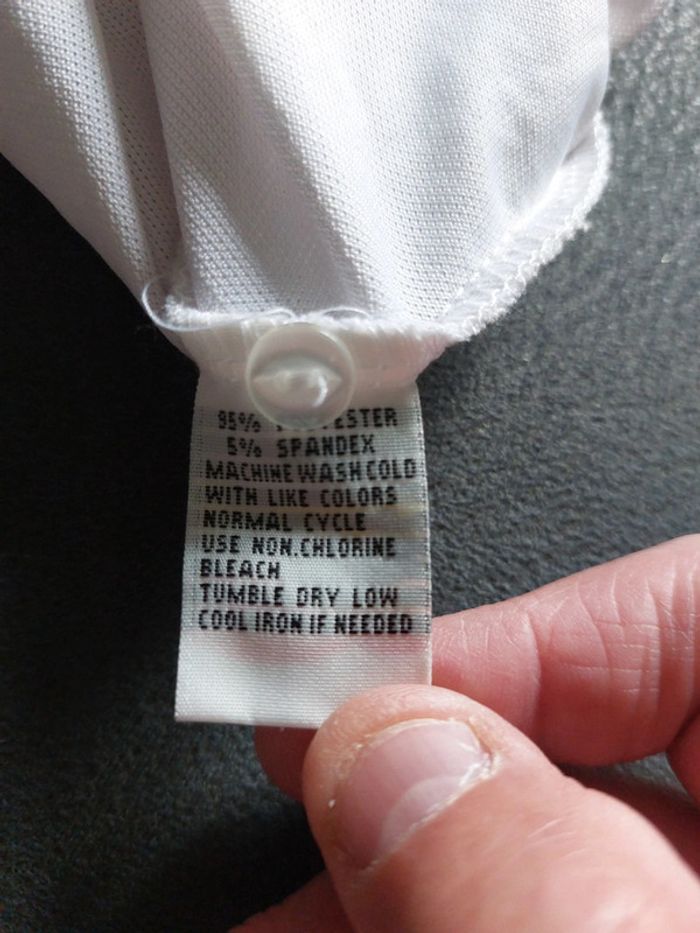 95% ESTER
5% SPANDEX
MACHINE WASH COLD
WITH LIKE COLORS
NORMAL CYCLE
USE NON.CHLORINE
BLEACH
TUMBLE DRY LOW
COOL IRON IF NEEDED